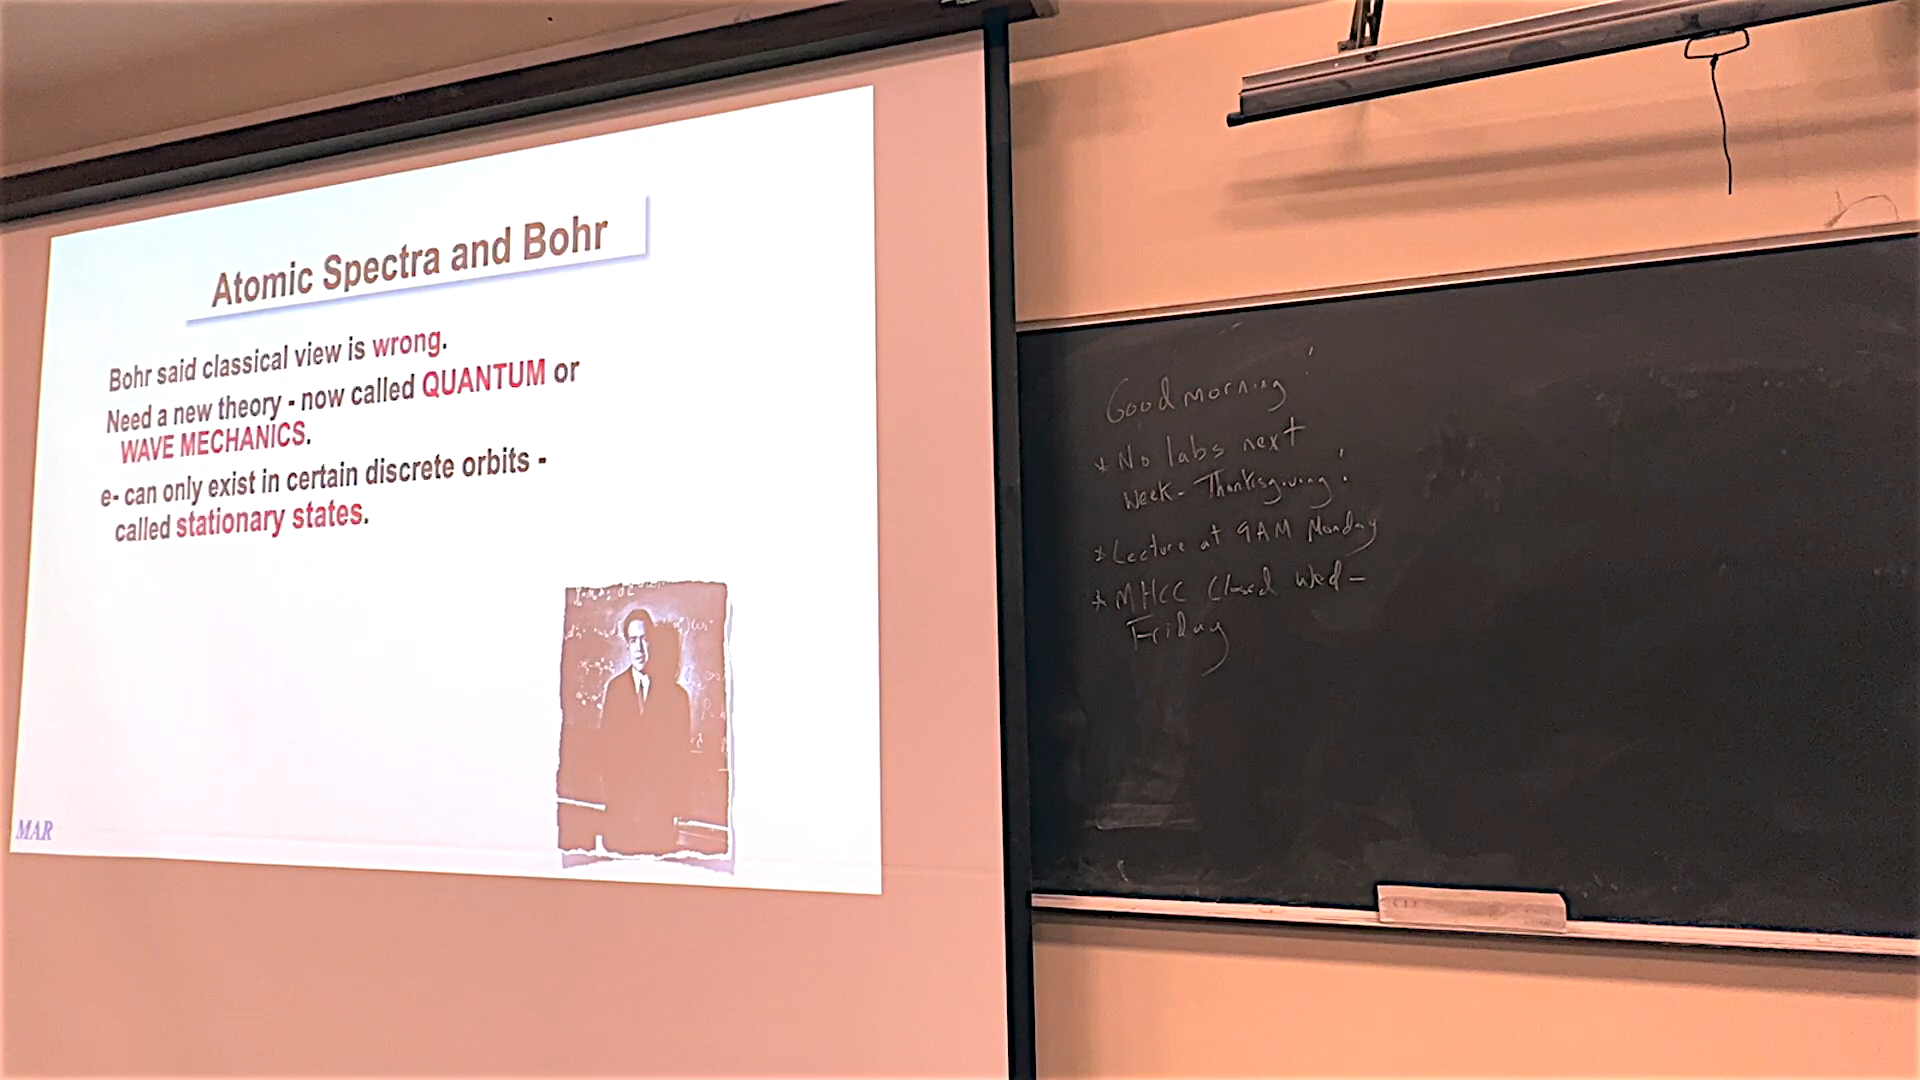 Atomic Spectra and Bohr
Bohr said classical view is wrong.
Need a new theory - now called QUANTUM or
WAVE MECHANICS.
e- can only exist in certain discrete orbits -
called stationary states.
MAR
Good morning!
* No labs next
week - Thanksgiving!
* Lecture at 9AM Monday
* MHCC Closed Wed -
Friday